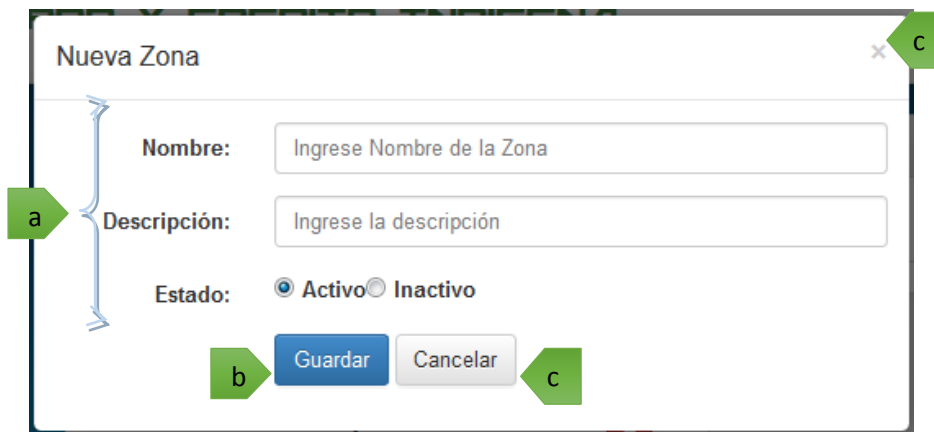 Nueva Zona
×
c
Nombre:
Ingrese Nombre de la Zona
a
Descripción:
Ingrese la descripción
Estado:
Activo Inactivo
b
Guardar
Cancelar
c